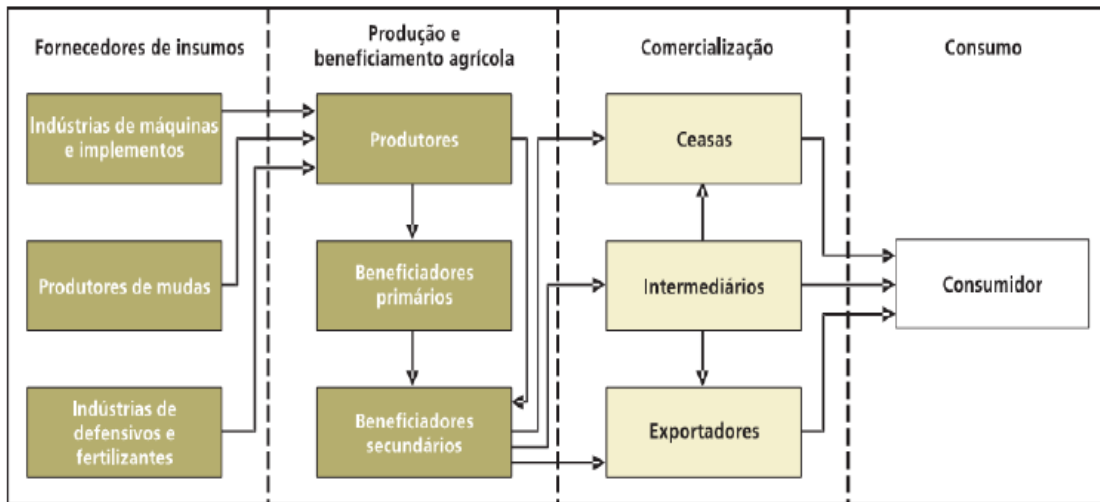 Fornecedores de insumos
Produção e
beneficiamento agrícola
Comercialização
Consumo
Indústrias de máquinas
e implementos
Produtores
Ceasas
Produtores de mudas
Beneficiadores
primários
Intermediários
Consumidor
Indústrias de
defensivos e
fertilizantes
Beneficiadores
secundários
Exportadores